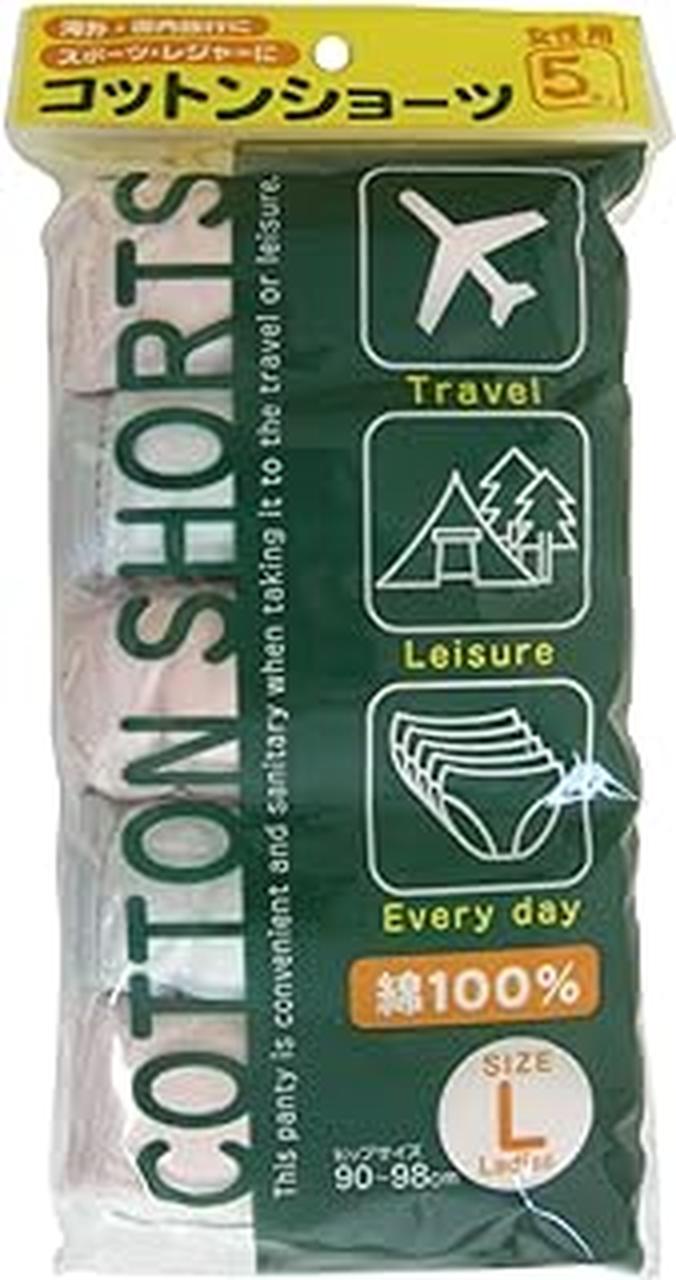 海外・国内旅行に
スポーツ・レジャーに
コットンショーツ
女性用
5
COTTON SHORTS
This panty is convenient and sanitary when taking it to the travel or leisure.
Travel
Leisure
Every day
綿100%
SIZE
L
Ladies
ヒップサイズ
90-98cm